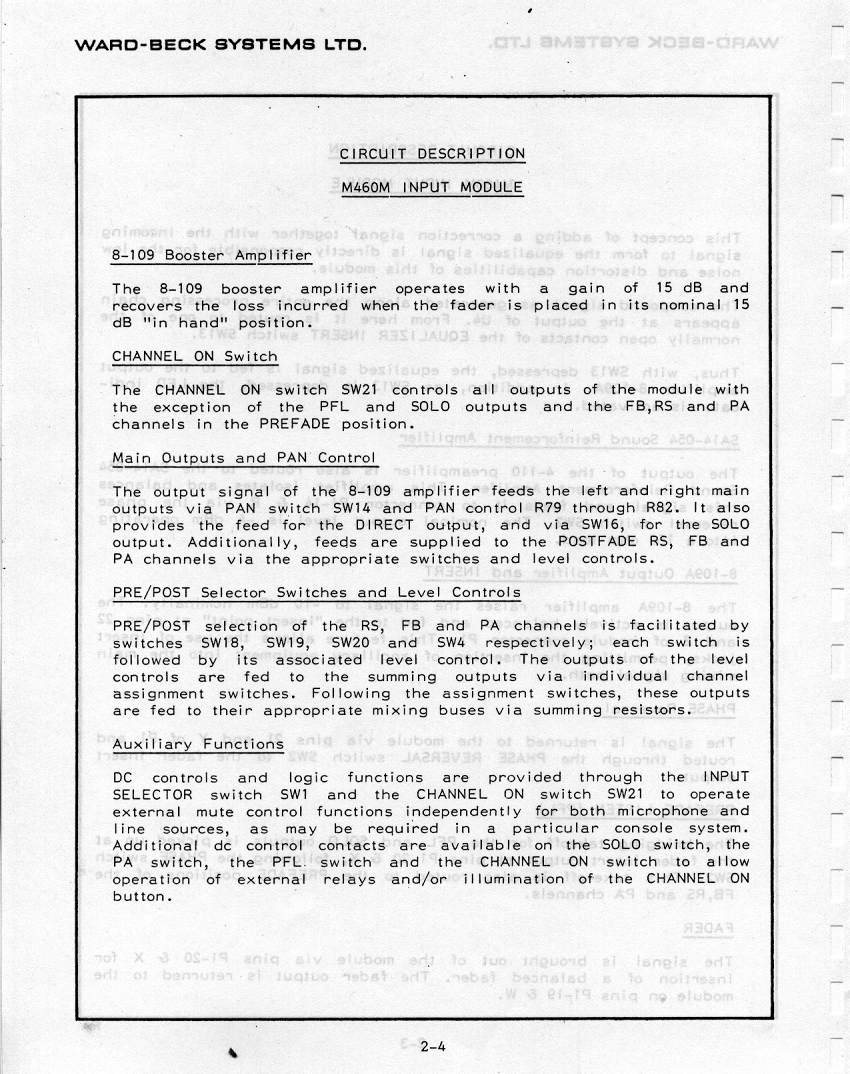 WARD-BECK SYSTEMS LTD.
CIRCUIT DESCRIPTION
M460M INPUT MODULE
8-109 Booster Amplifier
The 8-109 booster amplifier operates with a gain of 15 dB and
recovers the loss incurred when the fader is placed in its nominal 15
dB "in hand" position.
CHANNEL ON Switch
The CHANNEL ON switch SW21 controls all outputs of the module with
the exception of the PFL and SOLO outputs and the FB,RS and PA
channels in the PREFADE position.
Main Outputs and PAN Control
The output signal of the 8-109 amplifier feeds the left and right main
outputs via PAN switch SW14 and PAN control R79 through R82. It also
provides the feed for the DIRECT output, and via SW16, for the SOLO
output. Additionally, feeds are supplied to the POSTFADE RS, FB and
PA channels via the appropriate switches and level controls.
PRE/POST Selector Switches and Level Controls
PRE/POST selection of the RS, FB and PA channels is facilitated by
switches SW18, SW19, SW20 and SW4 respectively; each switch is
followed by its associated level control. The outputs of the level
controls are fed to the summing outputs via individual channel
assignment switches. Following the assignment switches, these outputs
are fed to their appropriate mixing buses via summing resistors.
Auxiliary Functions
DC controls and logic functions are provided through the INPUT
SELECTOR switch SW1 and the CHANNEL ON switch SW21 to operate
external mute control functions independently for both microphone and
line sources, as may be required in a particular console system.
Additional dc control contacts are available on the SOLO switch, the
PA switch, the PFL switch and the CHANNEL ON switch to allow
operation of external relays and/or illumination of the CHANNEL ON
button.
2-4